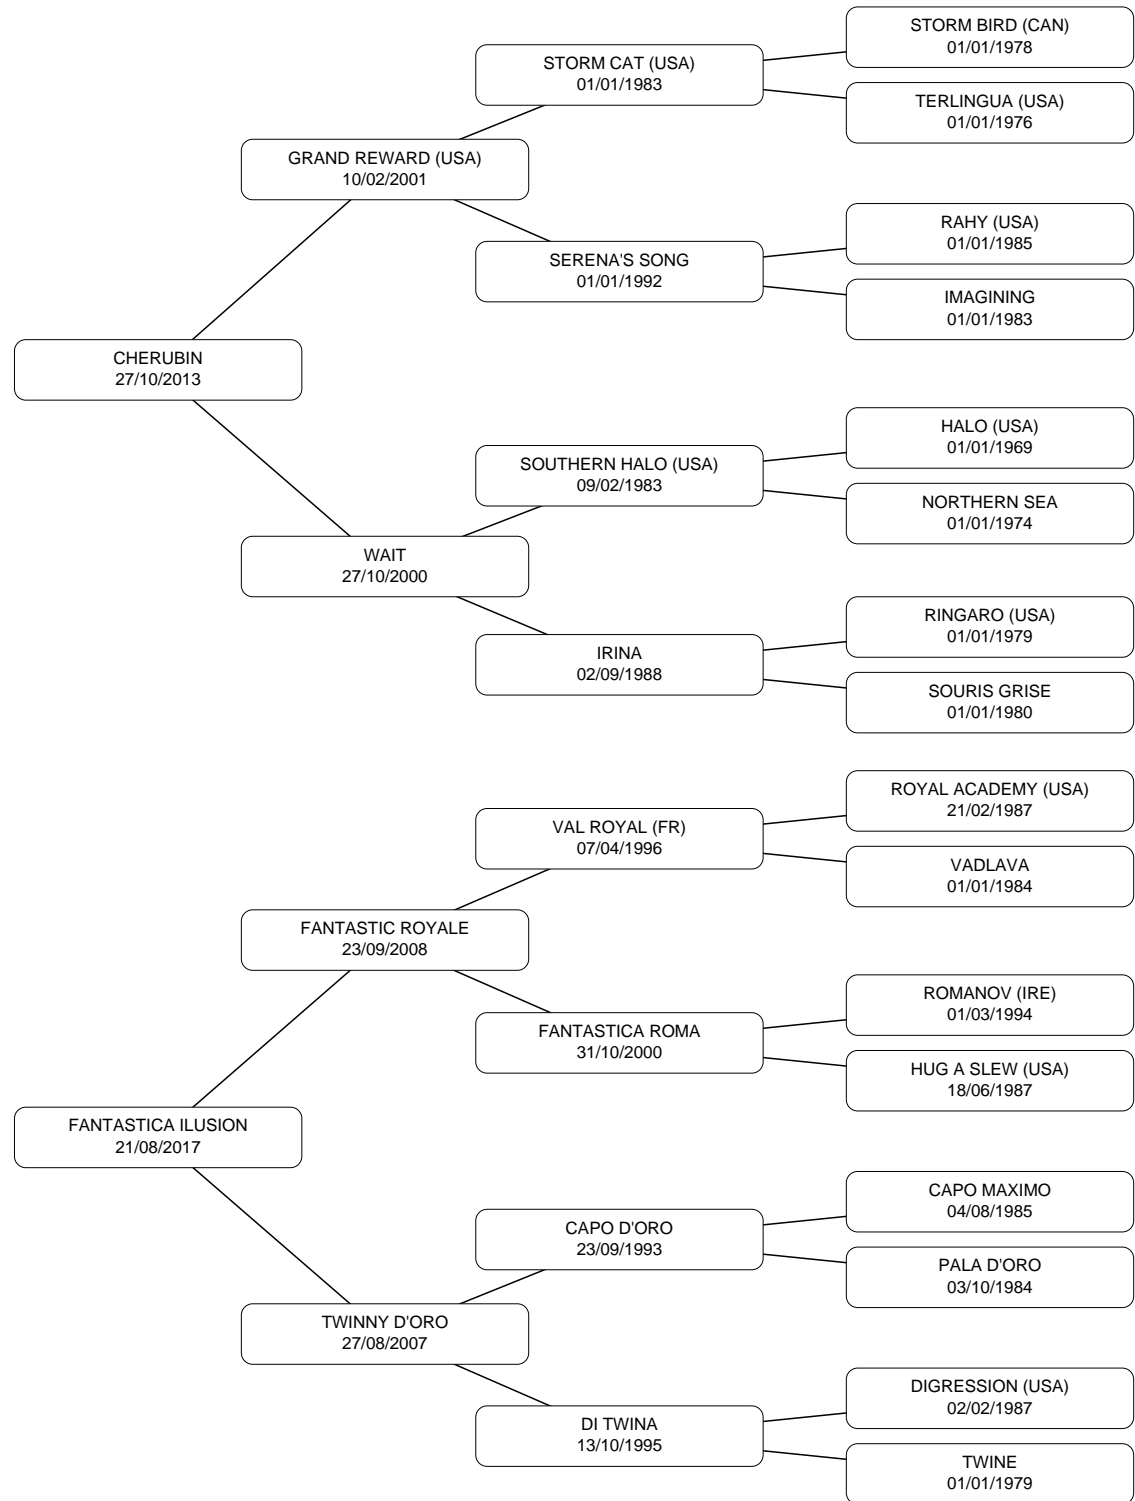 STORM BIRD (CAN)
01/01/1978
STORM CAT (USA)
01/01/1983
TERLINGUA (USA)
01/01/1976
GRAND REWARD (USA)
10/02/2001
RAHY (USA)
01/01/1985
SERENA'S SONG
01/01/1992
IMAGINING
01/01/1983
CHERUBIN
27/10/2013
HALO (USA)
01/01/1969
SOUTHERN HALO (USA)
09/02/1983
NORTHERN SEA
01/01/1974
WAIT
27/10/2000
RINGARO (USA)
01/01/1979
IRINA
02/09/1988
SOURIS GRISE
01/01/1980
ROYAL ACADEMY (USA)
21/02/1987
VAL ROYAL (FR)
07/04/1996
VADLAVA
01/01/1984
FANTASTIC ROYALE
23/09/2008
ROMANOV (IRE)
01/03/1994
FANTASTICA ROMA
31/10/2000
HUG A SLEW (USA)
18/06/1987
FANTASTICA ILUSION
21/08/2017
CAPO MAXIMO
04/08/1985
CAPO D'ORO
23/09/1993
PALA D'ORO
03/10/1984
TWINNY D'ORO
27/08/2007
DIGRESSION (USA)
02/02/1987
DI TWINA
13/10/1995
TWINE
01/01/1979